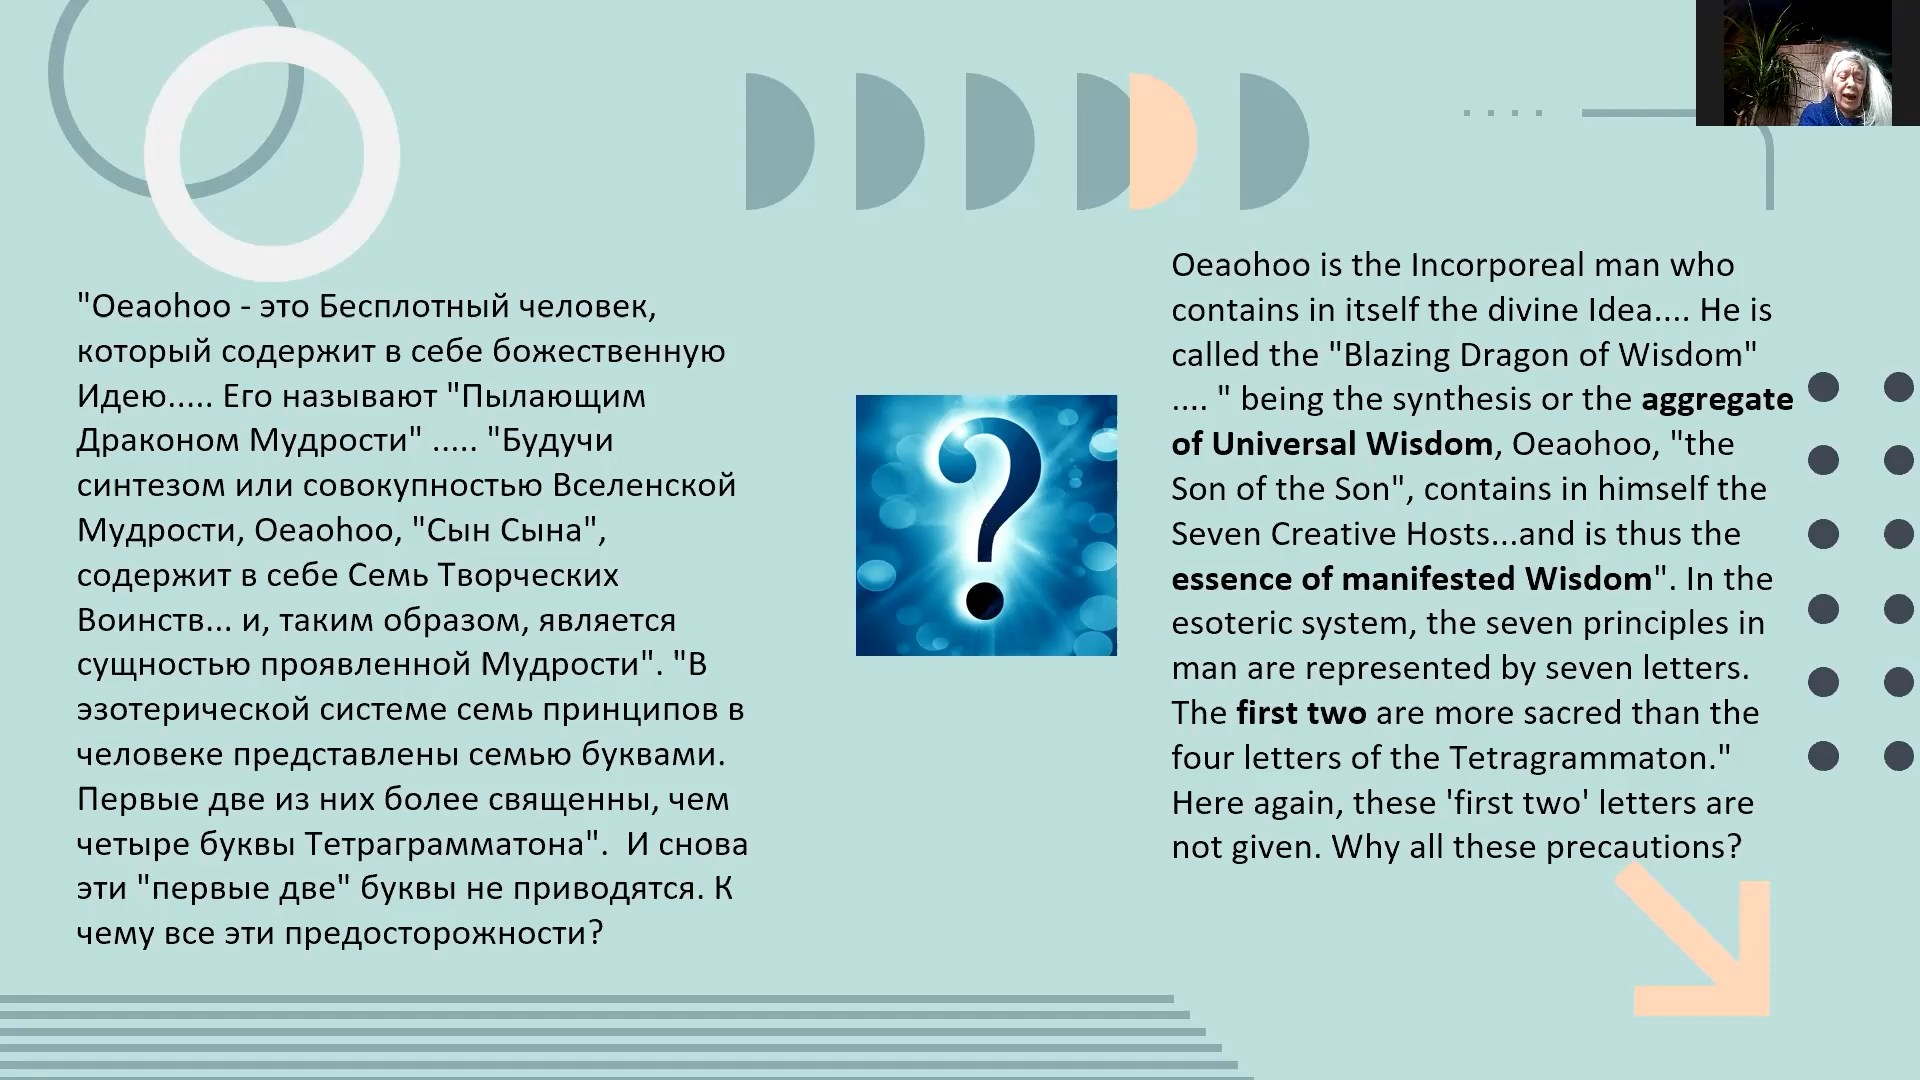 "Oeaohoo - это Бесплотный человек,
который содержит в себе божественную
Идею..... Его называют "Пылающим
Драконом Мудрости" ..... "Будучи
синтезом или совокупностью Вселенской
Мудрости, Oeaohoo, "Сын Сына",
содержит в себе Семь Творческих
Воинств... и, таким образом, является
сущностью проявленной Мудрости". "В
эзотерической системе семь принципов в
человеке представлены семью буквами.
Первые две из них более священны, чем
четыре буквы Тетраграмматона".  И снова
эти "первые две" буквы не приводятся. К
чему все эти предосторожности?
Oeaohoo is the Incorporeal man who
contains in itself the divine Idea.... He is
called the "Blazing Dragon of Wisdom"
.... " being the synthesis or the aggregate
of Universal Wisdom, Oeaohoo, "the
Son of the Son", contains in himself the
Seven Creative Hosts...and is thus the
essence of manifested Wisdom". In the
esoteric system, the seven principles in
man are represented by seven letters.
The first two are more sacred than the
four letters of the Tetragrammaton."
Here again, these 'first two' letters are
not given. Why all these precautions?